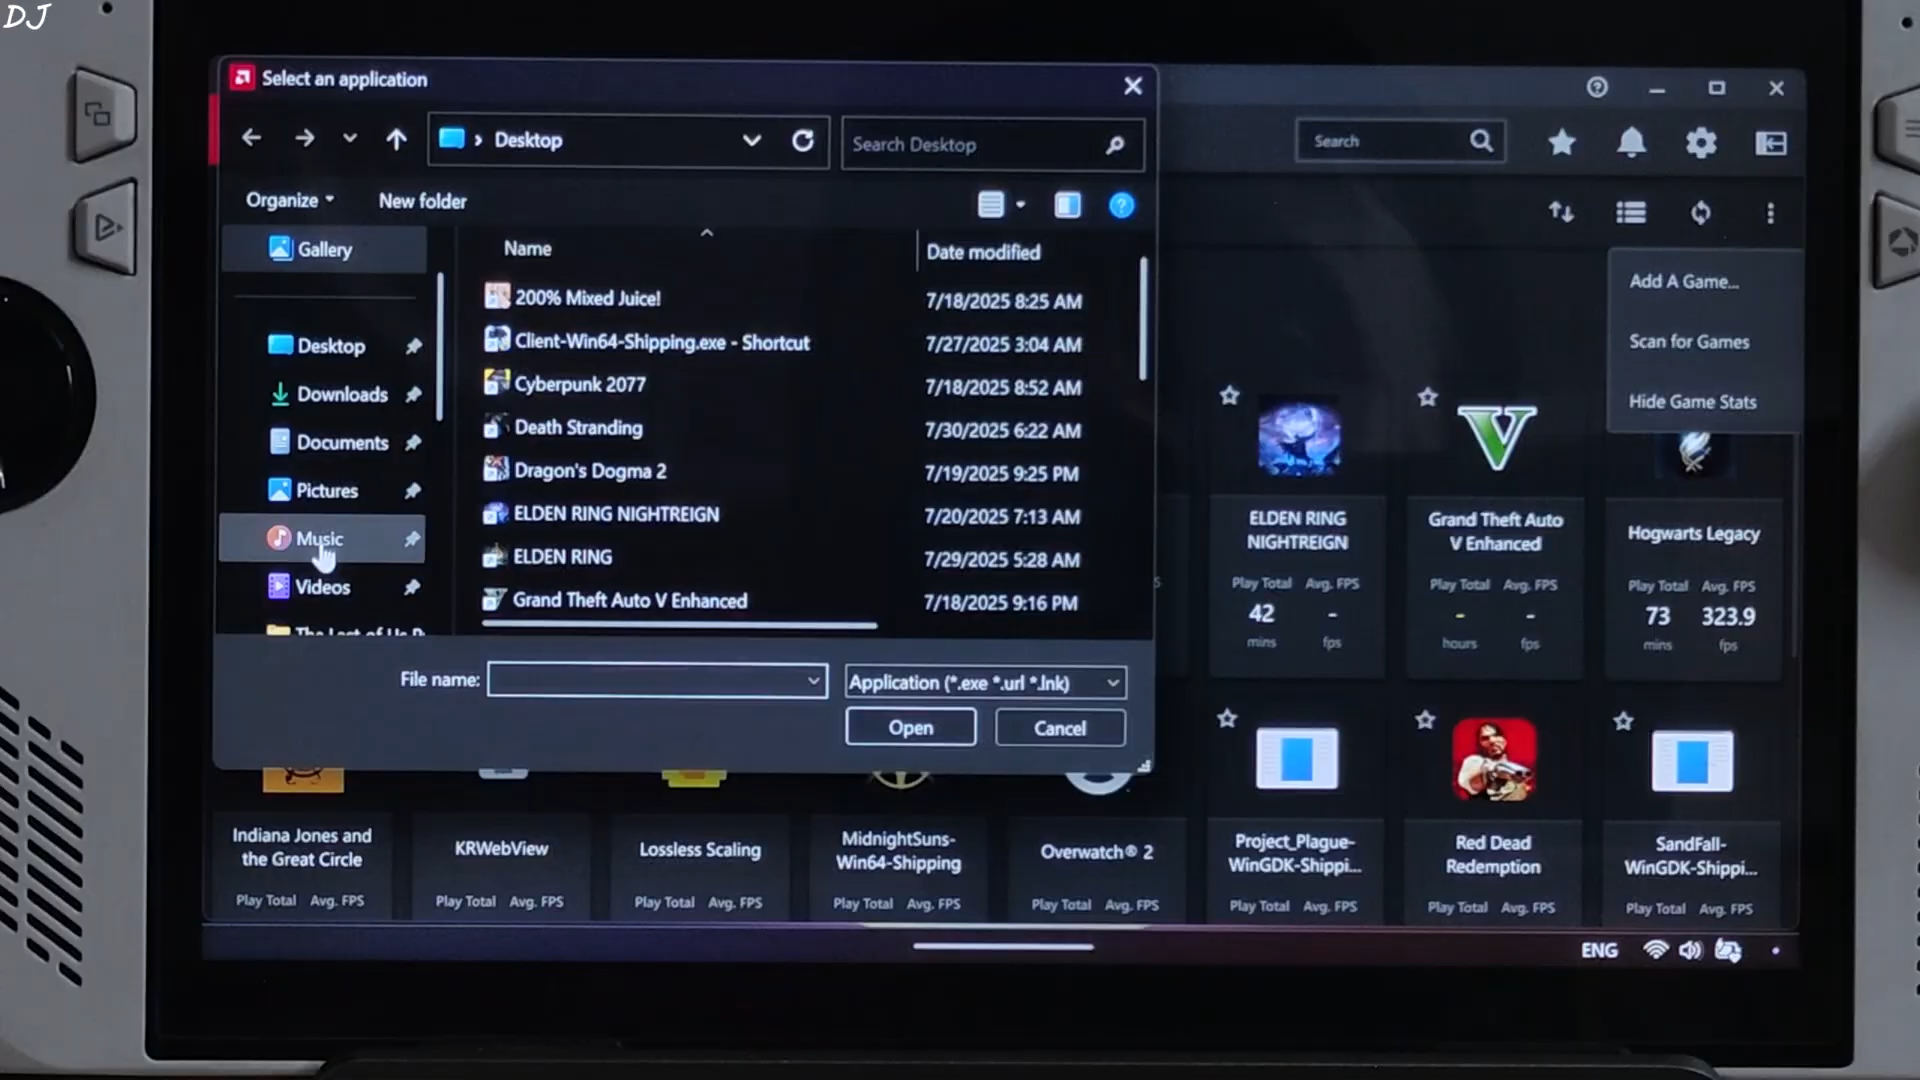 DJ
Select an application
Desktop
Search Desktop
Search
Organize
New folder
Gallery
Name
Date modified
Add A Game...
200% Mixed Juice!
7/18/2025 8:25 AM
Client-Win64-Shipping.exe - Shortcut
7/27/2025 3:04 AM
Scan for Games
Desktop
Cyberpunk 2077
7/18/2025 8:52 AM
Downloads
Hide Game Stats
Death Stranding
7/30/2025 6:22 AM
Documents
Dragon's Dogma 2
7/19/2025 9:25 PM
Pictures
ELDEN RING NIGHTREIGN
7/20/2025 7:13 AM
Music
ELDEN RING
7/29/2025 5:28 AM
Videos
Grand Theft Auto V Enhanced
7/18/2025 9:16 PM
ELDEN RING
NIGHTREIGN
Play Total Avg. FPS
42 -
mins fps
Grand Theft Auto
V Enhanced
Play Total Avg. FPS
- -
hours fps
Hogwarts Legacy
Play Total Avg. FPS
73 323.9
mins fps
File name:
Application (*.exe *.url *.lnk)
Open
Cancel
Indiana Jones and
the Great Circle
Play Total Avg. FPS
KRWebView
Play Total Avg. FPS
Lossless Scaling
Play Total Avg. FPS
MidnightSuns-
Win64-Shipping
Play Total Avg. FPS
Overwatch® 2
Play Total Avg. FPS
Project_Plague-
WinGDK-Shippi...
Play Total Avg. FPS
Red Dead
Redemption
Play Total Avg. FPS
SandFall-
WinGDK-Shippi...
Play Total Avg. FPS
ENG